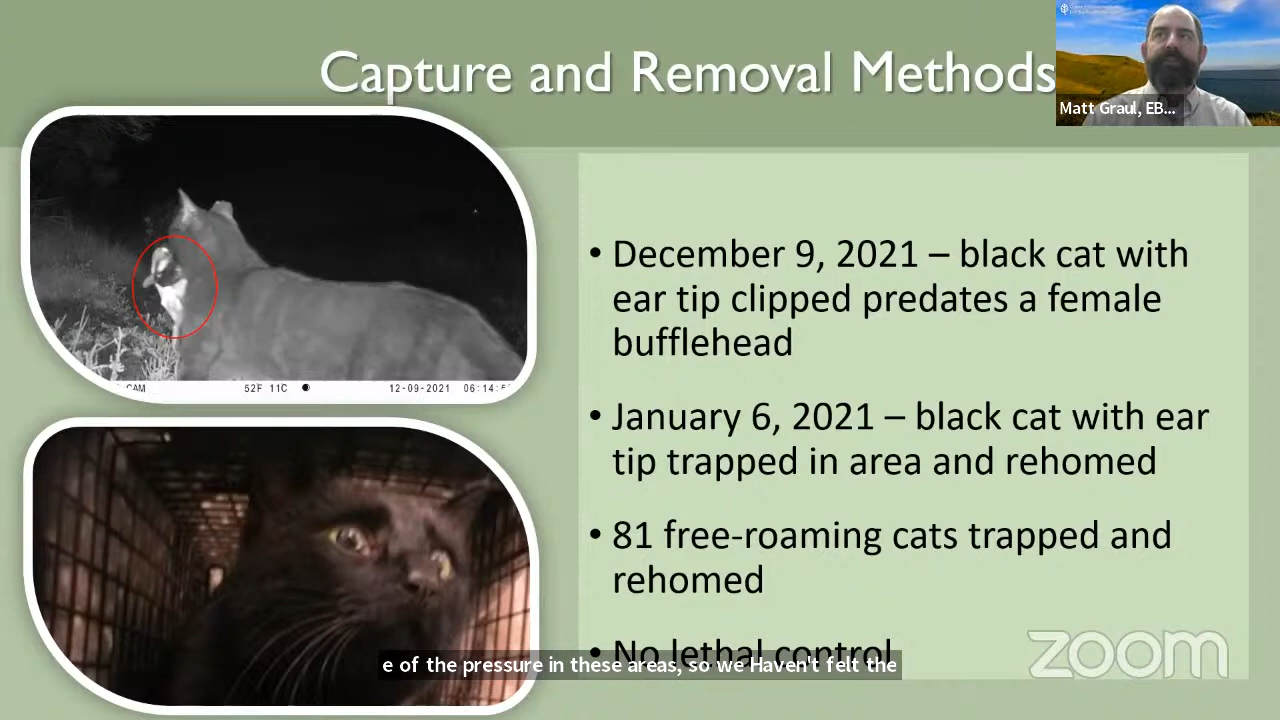 Capture and Removal Methods
Matt Graul, EB...
CAM 52F 11C 12-09-2021 06:14:5
• December 9, 2021 – black cat with
ear tip clipped predates a female
bufflehead
• January 6, 2021 – black cat with ear
tip trapped in area and rehomed
• 81 free-roaming cats trapped and
rehomed
• No lethal control
e of the pressure in these areas, so we Haven't felt the
zoom